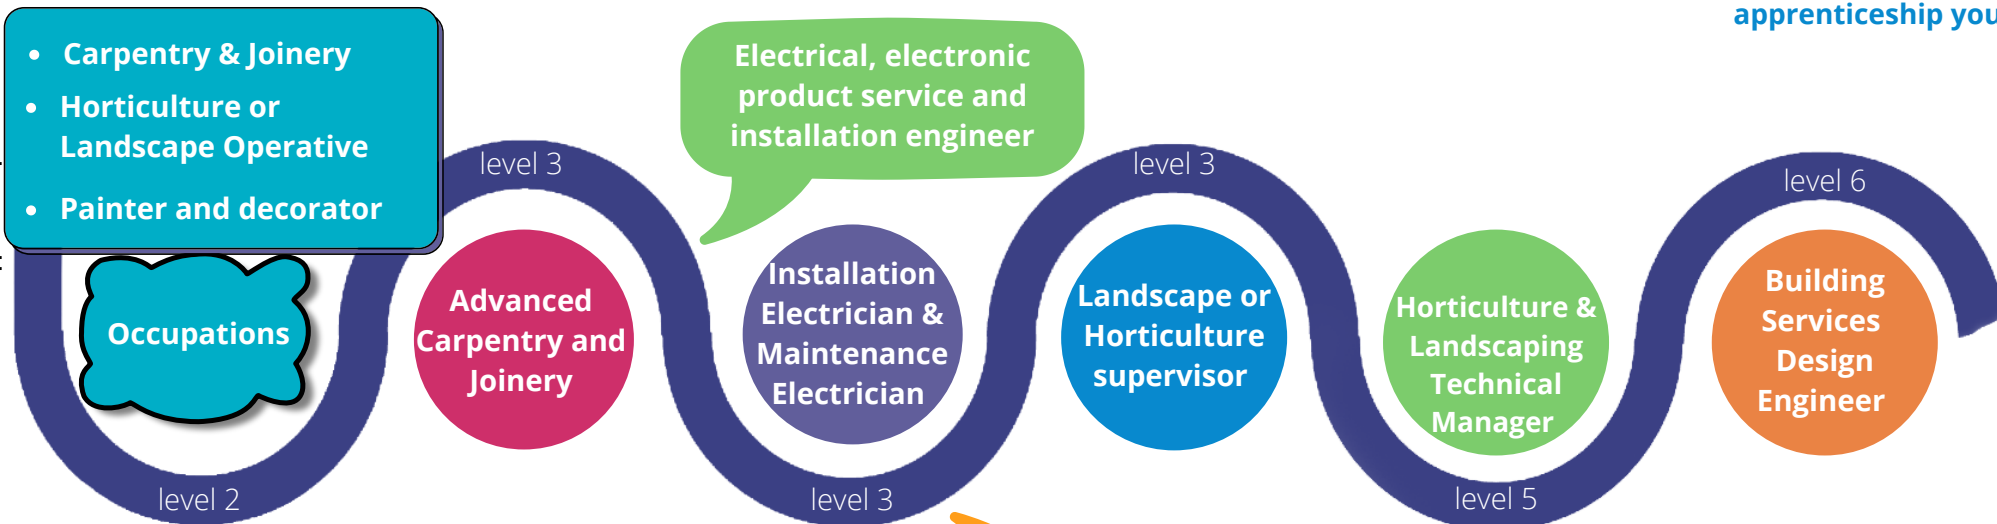 apprenticeship you
Carpentry & Joinery
Horticulture or
Landscape Operative
Painter and decorator
Electrical, electronic
product service and
installation engineer
level 3
level 3
level 6
Occupations
Advanced
Carpentry and
Joinery
Installation
Electrician &
Maintenance
Electrician
Landscape or
Horticulture
supervisor
Horticulture &
Landscaping
Technical
Manager
Building
Services
Design
Engineer
level 2
level 3
level 5